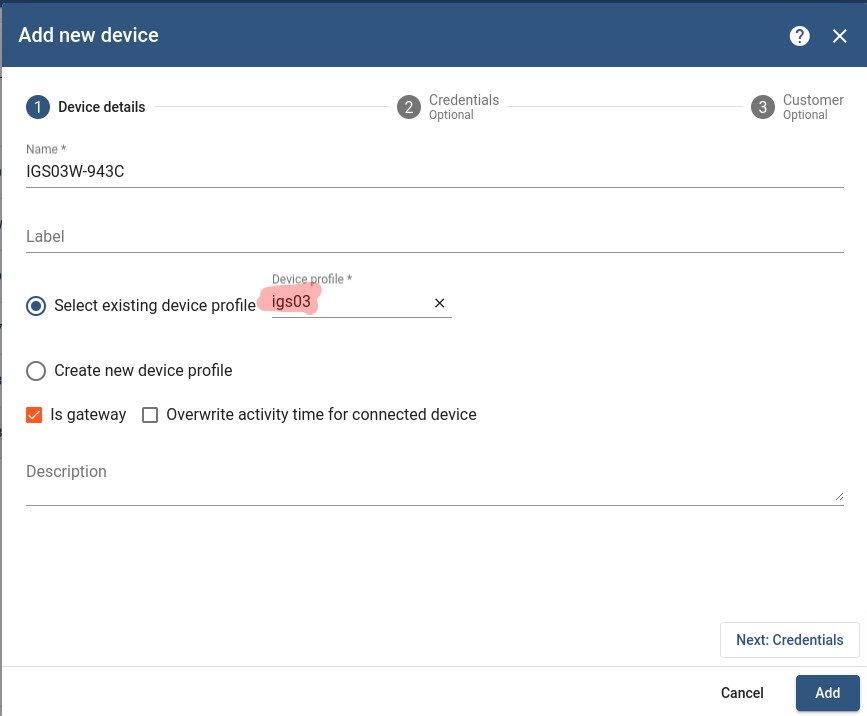 Add new device
?
1 Device details
2 Credentials
Optional
3 Customer
Optional
Name *
IGS03W-943C
Label
Device profile *
Select existing device profile igs03
Create new device profile
Is gateway Overwrite activity time for connected device
Description
Next: Credentials
Cancel Add